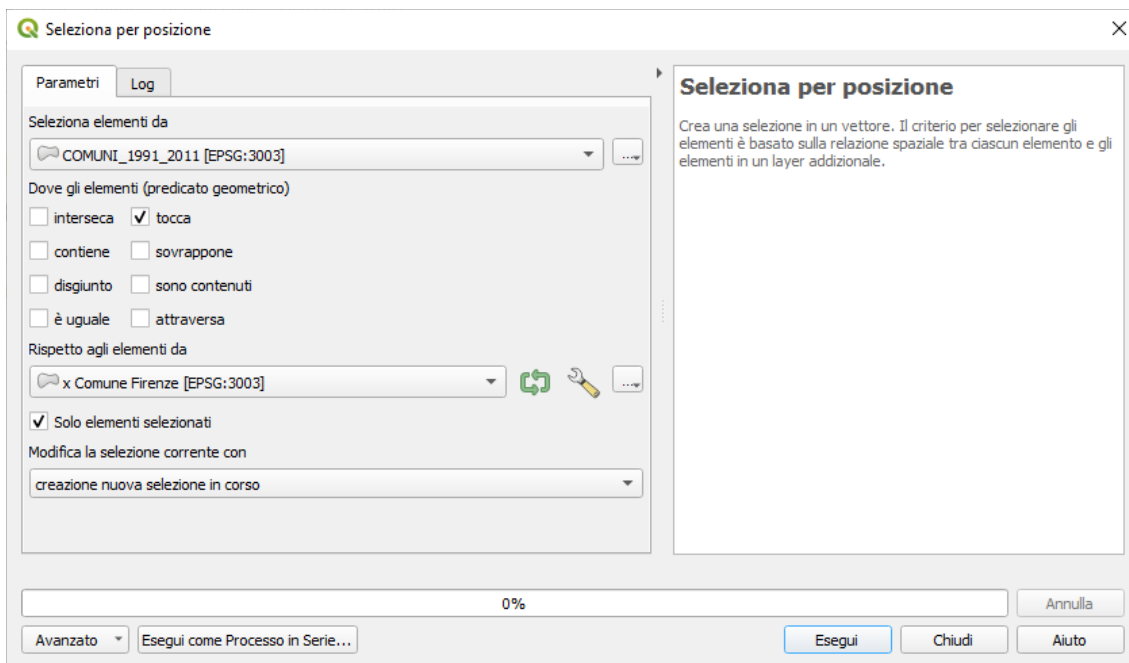 Seleziona per posizione
Parametri
Log
Seleziona elementi da
COMUNI_1991_2011 [EPSG:3003]
...
Dove gli elementi (predicato geometrico)
interseca
tocca
contiene
sovrappone
disgiunto
sono contenuti
è uguale
attraversa
Rispetto agli elementi da
x Comune Firenze [EPSG:3003]
...
Solo elementi selezionati
Modifica la selezione corrente con
creazione nuova selezione in corso
Seleziona per posizione
Crea una selezione in un vettore. Il criterio per selezionare gli
elementi è basato sulla relazione spaziale tra ciascun elemento e gli
elementi in un layer addizionale.
0%
Annulla
Avanzato
Esegui come Processo in Serie...
Esegui
Chiudi
Aiuto